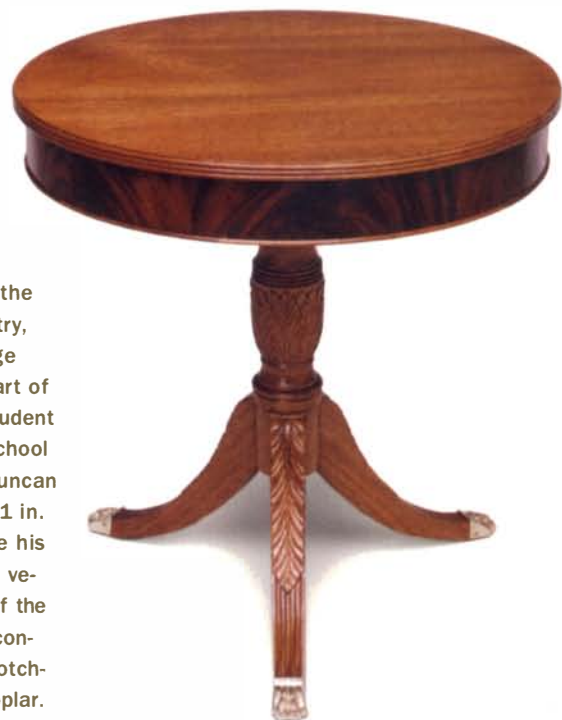 the
try,
ge
art of
udent
chool
uncan
1 in.
e his
ve-
f the
con-
otch-
plar.